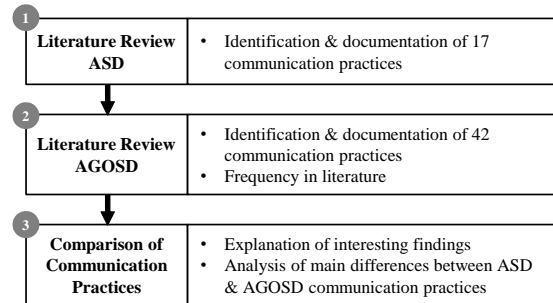 1
Literature Review
ASD
• Identification & documentation of 17
communication practices
2
Literature Review
AGOSD
• Identification & documentation of 42
communication practices
• Frequency in literature
3
Comparison of
Communication
Practices
• Explanation of interesting findings
• Analysis of main differences between ASD
& AGOSD communication practices